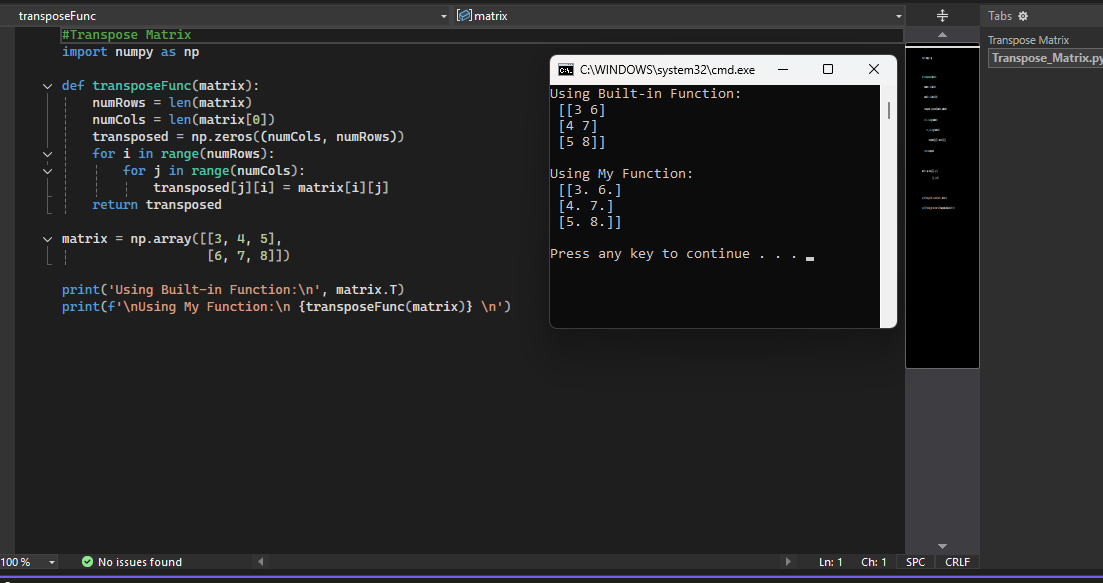 transposeFunc
matrix
Tabs
Transpose Matrix
Transpose_Matrix.py
#Transpose Matrix
import numpy as np
def transposeFunc(matrix):
    numRows = len(matrix)
    numCols = len(matrix[0])
    transposed = np.zeros((numCols, numRows))
    for i in range(numRows):
        for j in range(numCols):
            transposed[j][i] = matrix[i][j]
    return transposed
matrix = np.array([[3, 4, 5],
                   [6, 7, 8]])
print('Using Built-in Function:\n', matrix.T)
print(f'\nUsing My Function:\n {transposeFunc(matrix)} \n')
C:\WINDOWS\system32\cmd.exe
Using Built-in Function:
 [[3 6]
 [4 7]
 [5 8]]
Using My Function:
 [[3. 6.]
 [4. 7.]
 [5. 8.]]
Press any key to continue . . .
100 %
No issues found
Ln: 1
Ch: 1
SPC
CRLF